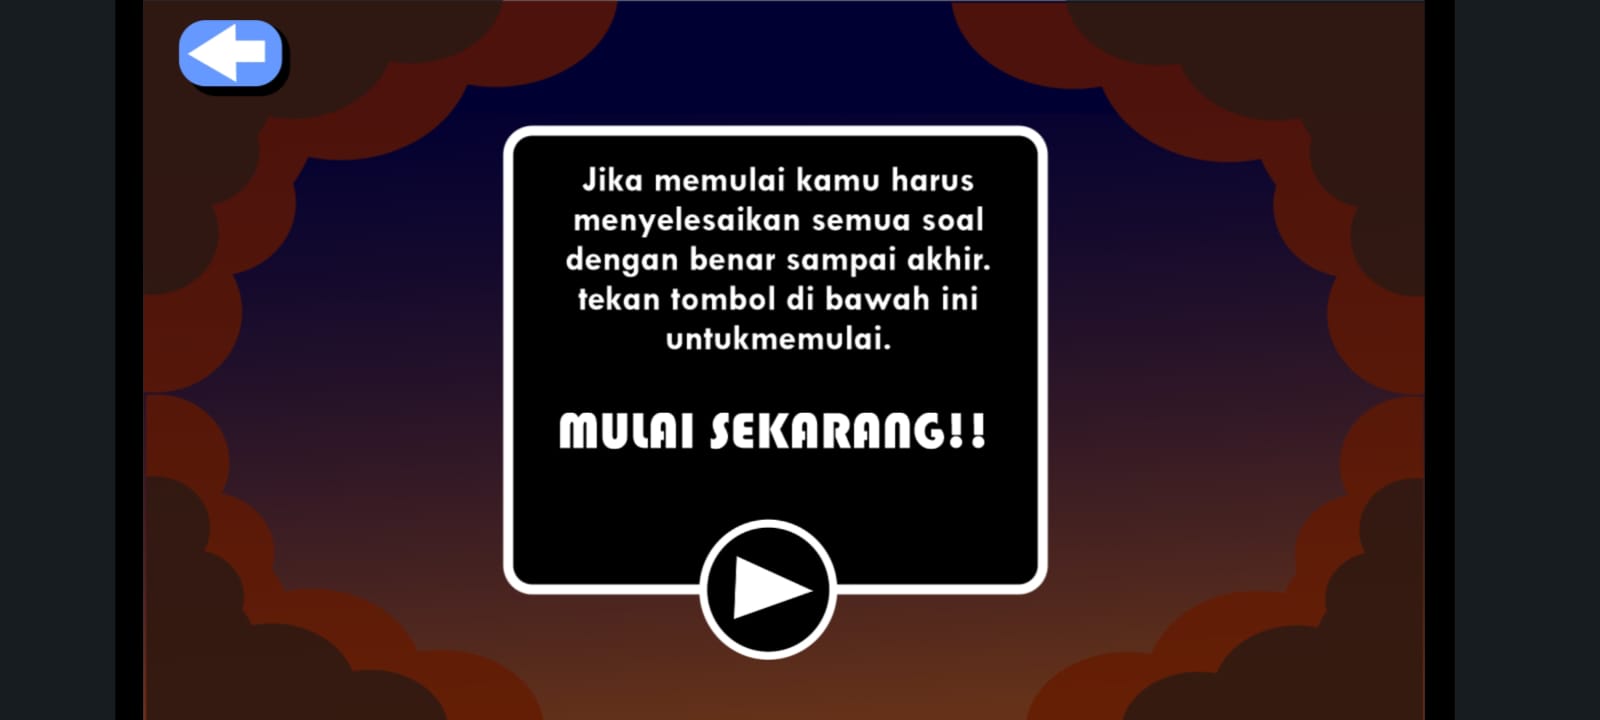 Jika memulai kamu harus
menyelesaikan semua soal
dengan benar sampai akhir.
tekan tombol di bawah ini
untukmemulai.
MULAI SEKARANG!!